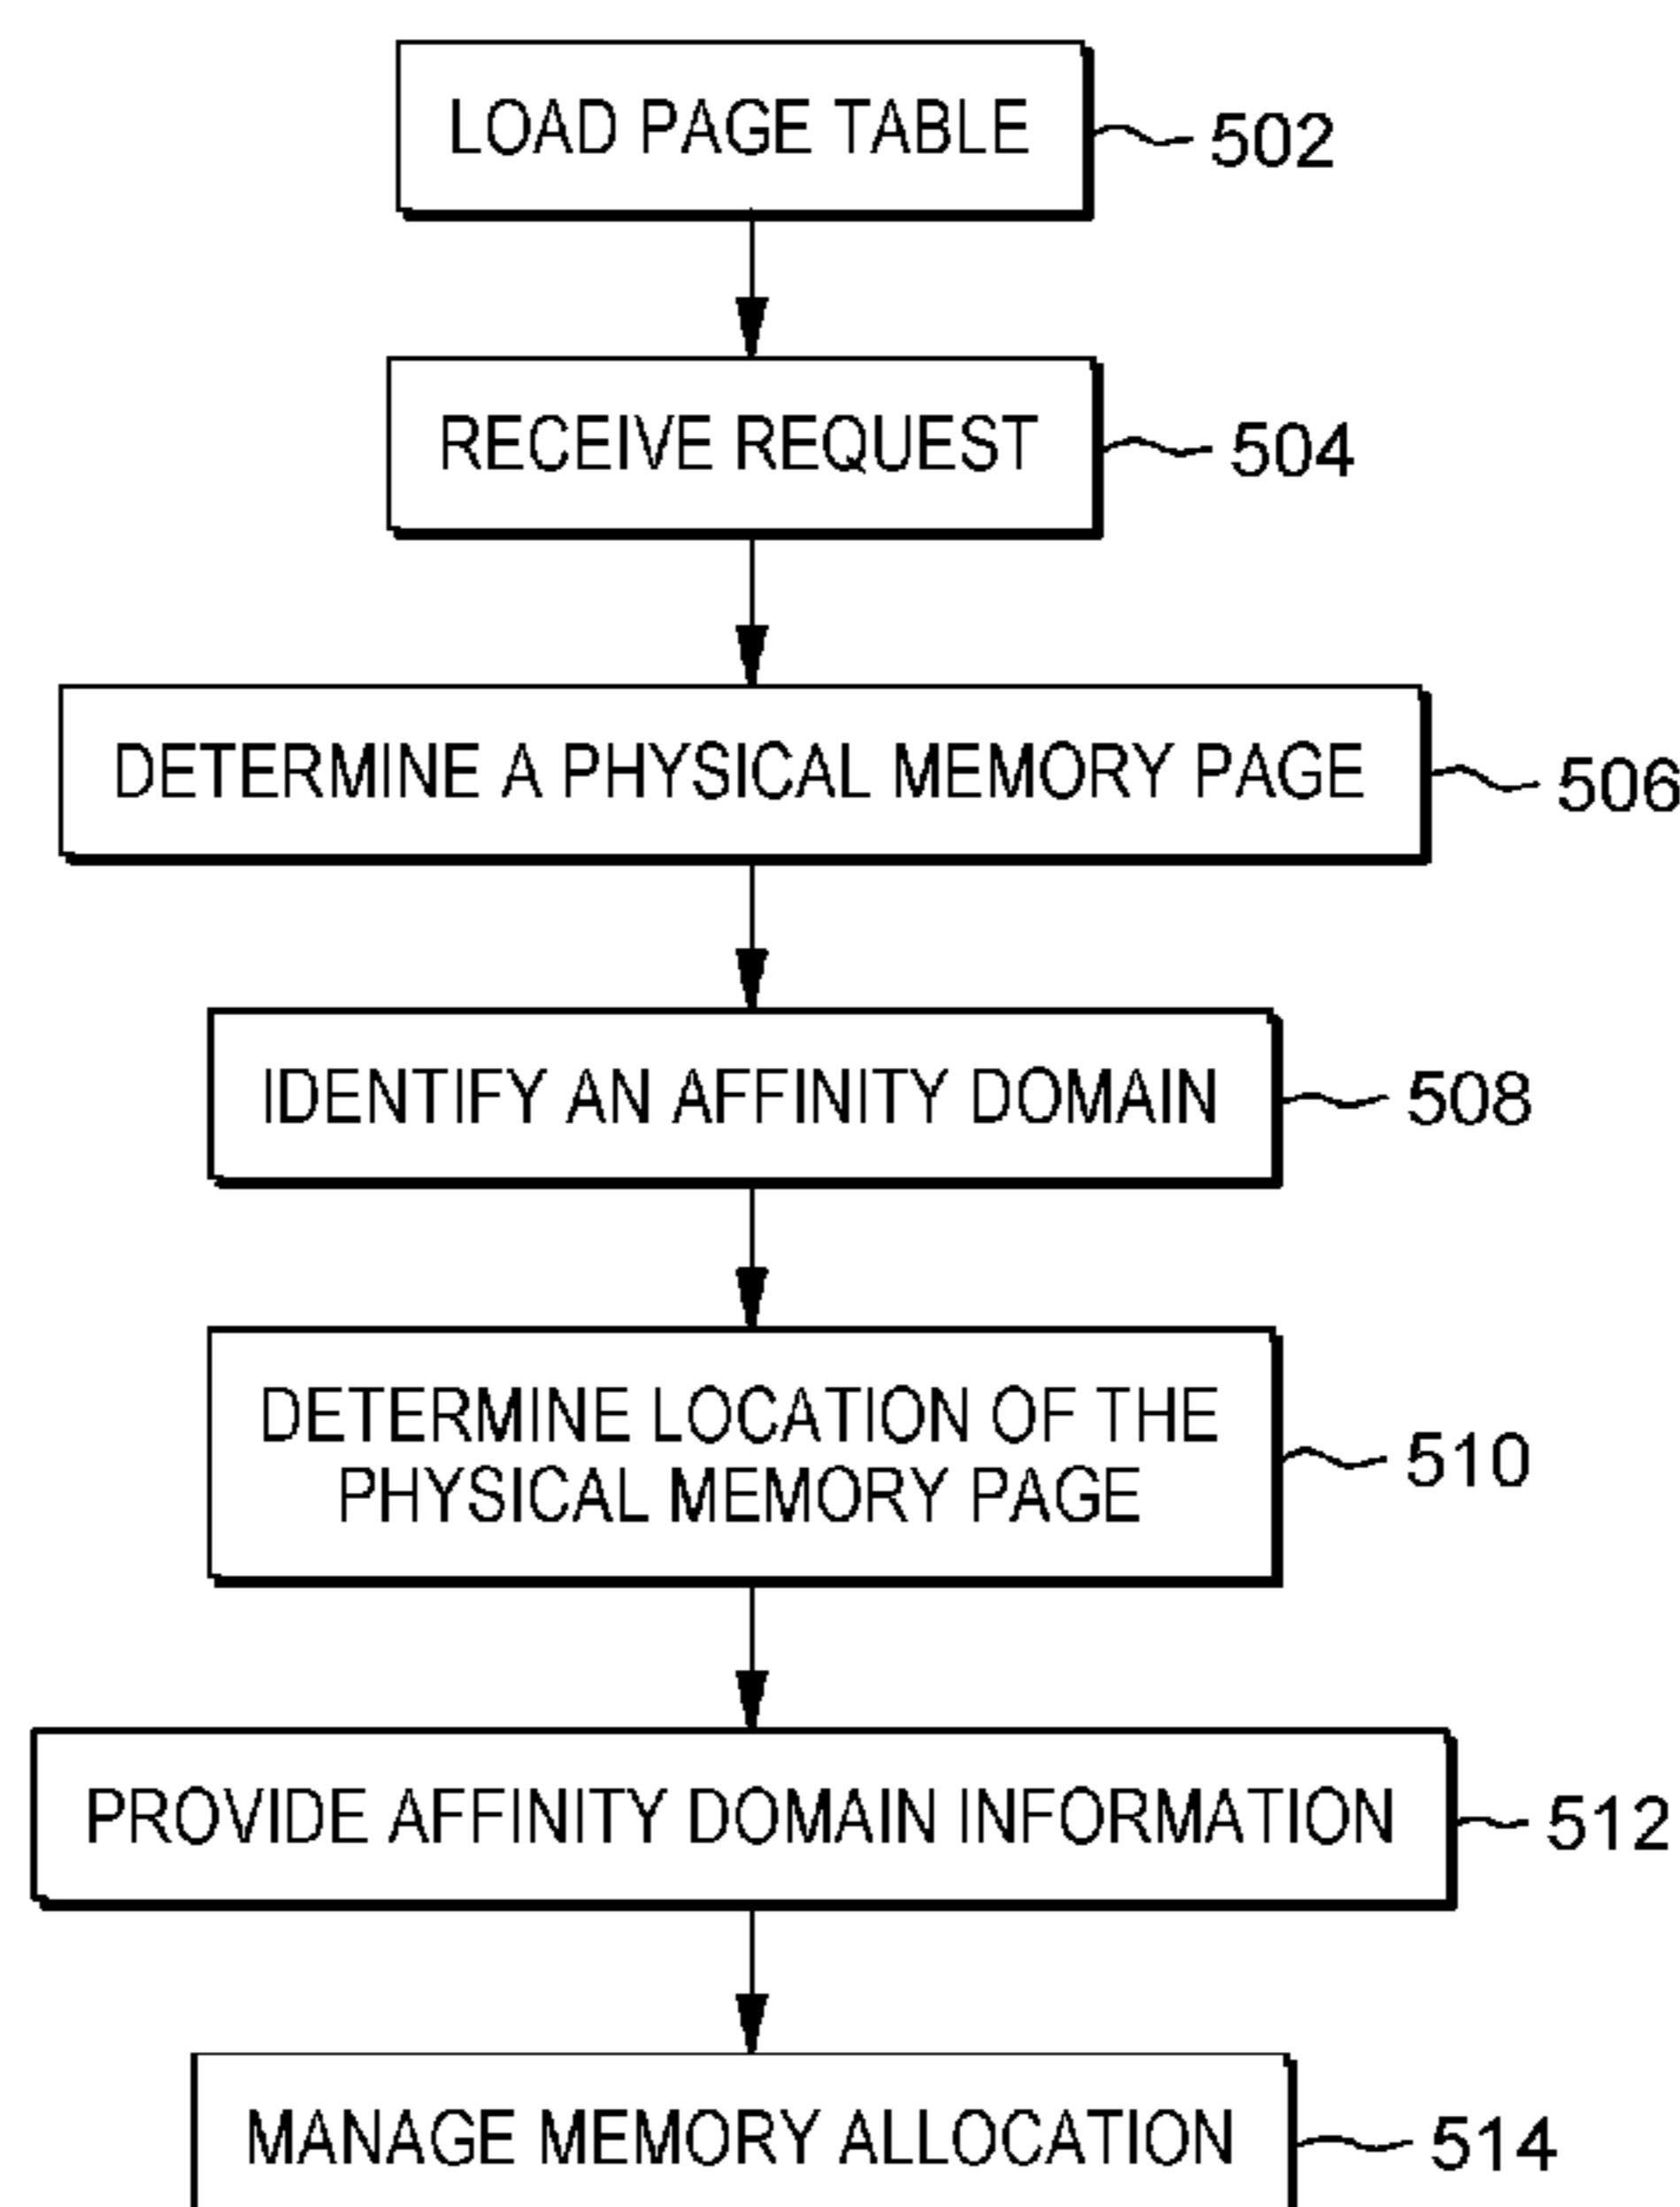 LOAD PAGE TABLE
502
RECEIVE REQUEST
504
DETERMINE A PHYSICAL MEMORY PAGE
506
IDENTIFY AN AFFINITY DOMAIN
508
DETERMINE LOCATION OF THE
PHYSICAL MEMORY PAGE
510
PROVIDE AFFINITY DOMAIN INFORMATION
512
MANAGE MEMORY ALLOCATION
514